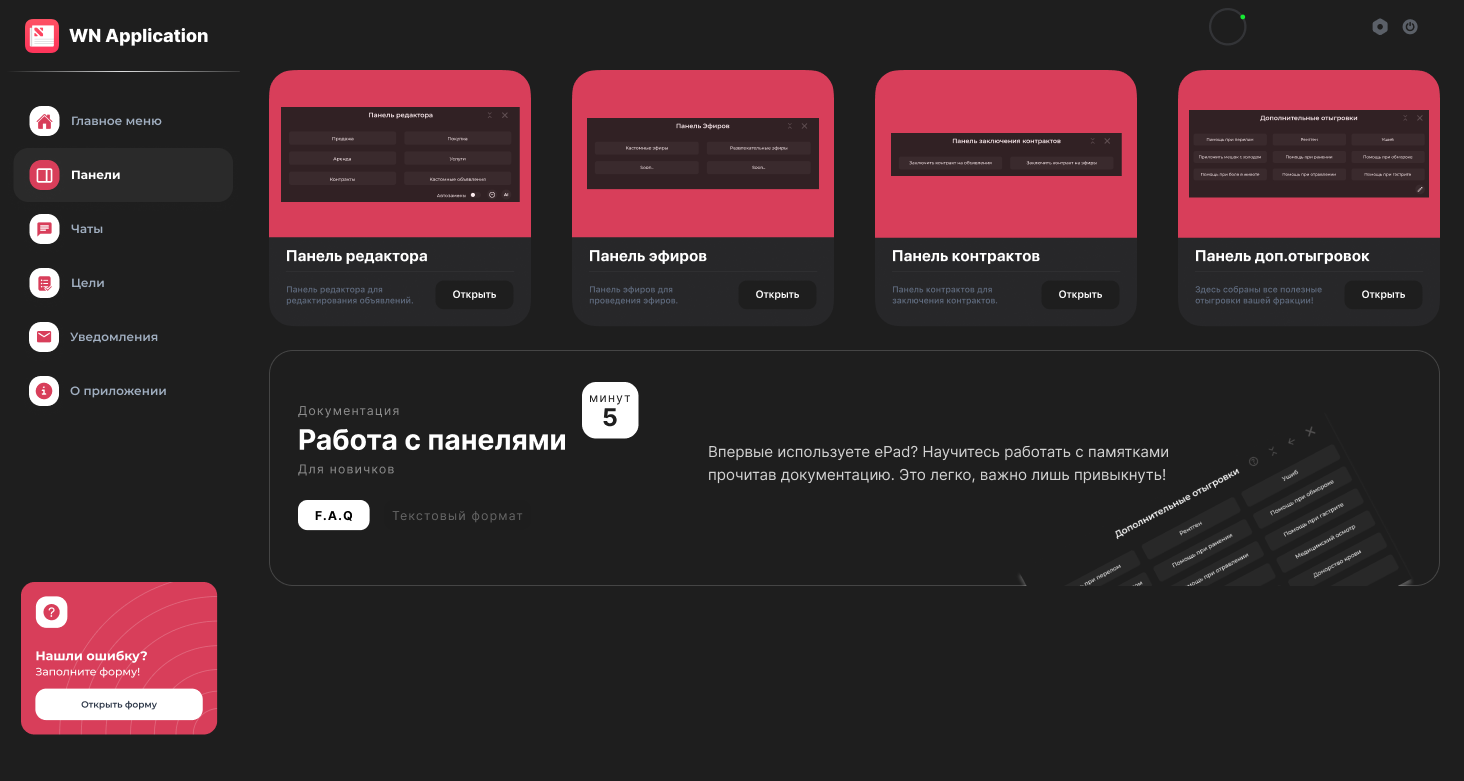 WN Application
Главное меню
Панели
Чаты
Цели
Уведомления
О приложении
Нашли ошибку?
Заполните форму!
Открыть форму
Панель редактора
Продажа Покупка
Аренда Услуги
Контракты Кастомные объявления
Автозамены
AI
Панель редактора
Панель редактора для
редактирования объявлений.
Открыть
Панель Эфиров
Кастомные эфиры Развлекательные эфиры
Soon.. Soon..
Панель эфиров
Панель эфиров для
проведения эфиров.
Открыть
Панель заключения контрактов
Заключить контракт на объявления Заключить контракт на эфиры
Панель контрактов
Панель контрактов для
заключения контрактов.
Открыть
Дополнительные отыгровки
Помощь при переломе Рентген Ушиб
Приложить мешок с холодом Помощь при ранении Помощь при обмороке
Помощь при боли в животе Помощь при отравлении Помощь при гастрите
Панель доп.отыгровок
Здесь собраны все полезные
отыгровки вашей фракции!
Открыть
Документация
Работа с панелями
Для новичков
минут
5
F.A.Q
Текстовый формат
Впервые используете ePad? Научитесь работать с памятками
прочитав документацию. Это легко, важно лишь привыкнуть!
Дополнительные отыгровки
при перелом
Рентген
Помощь при ранении
Помощь при отравлении
Ушиб
Помощь при обмороке
Помощь при гастрите
Медицинский осмотр
Донорство крови